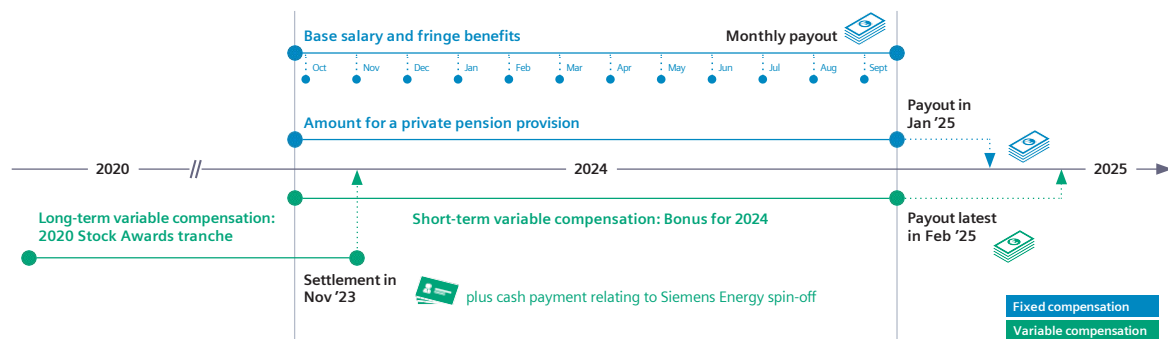 Base salary and fringe benefits
Monthly payout
Oct Nov Dec Jan Feb Mar Apr May Jun Jul Aug Sept
Amount for a private pension provision
Payout in
Jan ’25
2020 // 2024 2025
Long-term variable compensation:
2020 Stock Awards tranche
Short-term variable compensation: Bonus for 2024
Payout latest
in Feb ’25
Settlement in
Nov ’23
plus cash payment relating to Siemens Energy spin-off
Fixed compensation
Variable compensation